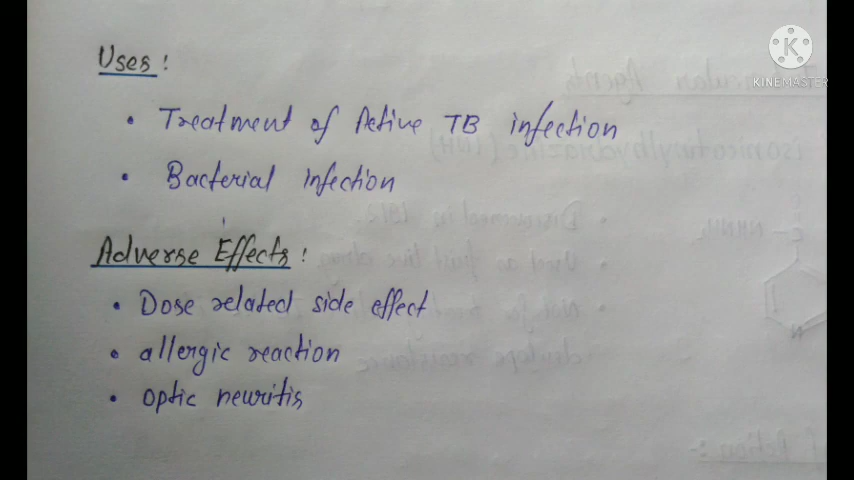 KINEMASTER
Uses :
• Treatment of Active TB infection
• Bacterial infection
Adverse Effects :
• Dose related side effect
• allergic reaction
• optic neuritis